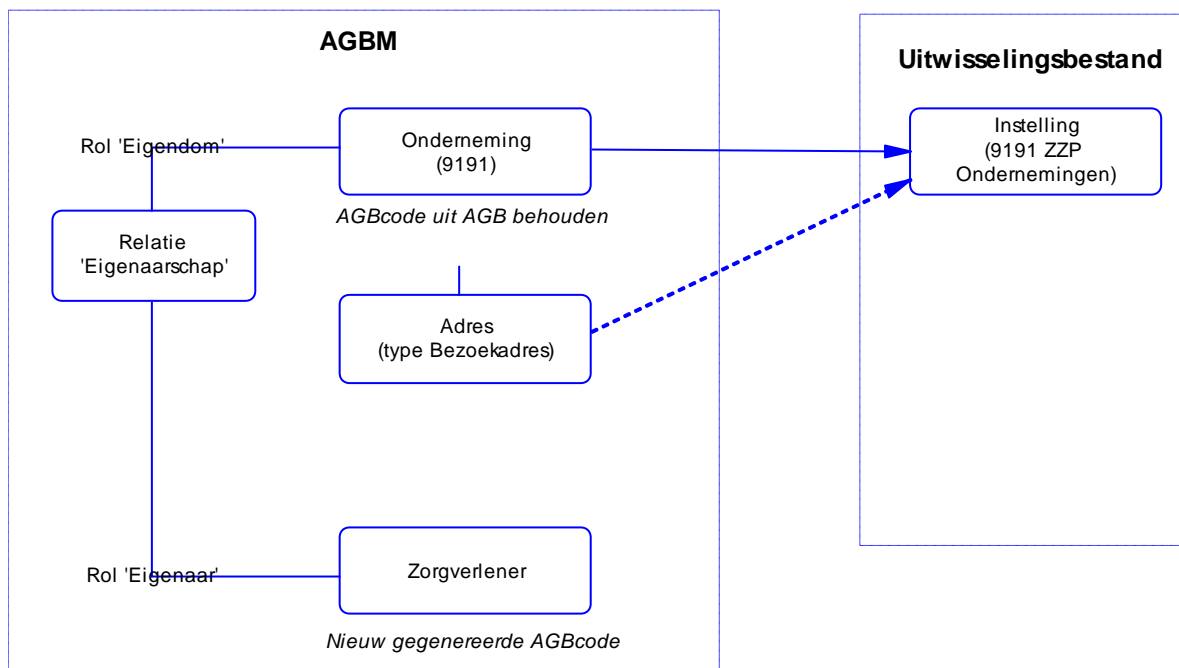 AGBM
Rol 'Eigendom'
Onderneming
(9191)
AGBcode uit AGB behouden
Relatie
'Eigenaarschap'
Adres
(type Bezoekadres)
Rol 'Eigenaar'
Zorgverlener
Nieuw gegenereerde AGBcode
Uitwisselingsbestand
Instelling
(9191 ZZP
Ondernemingen)